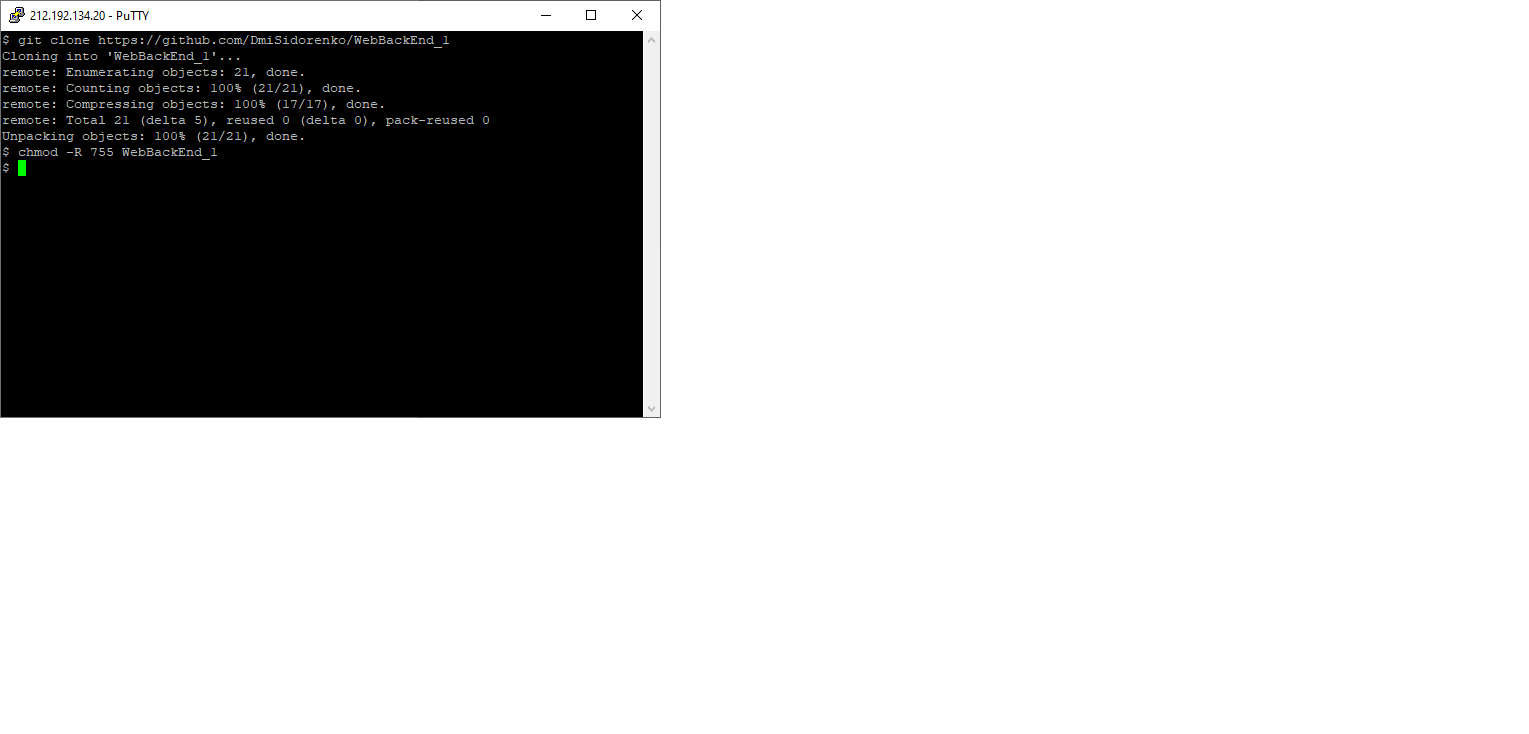 212.192.134.20 - PuTTY
$ git clone https://github.com/DmiSidorenko/WebBackEnd_1
Cloning into 'WebBackEnd_1'...
remote: Enumerating objects: 21, done.
remote: Counting objects: 100% (21/21), done.
remote: Compressing objects: 100% (17/17), done.
remote: Total 21 (delta 5), reused 0 (delta 0), pack-reused 0
Unpacking objects: 100% (21/21), done.
$ chmod -R 755 WebBackEnd_1
$